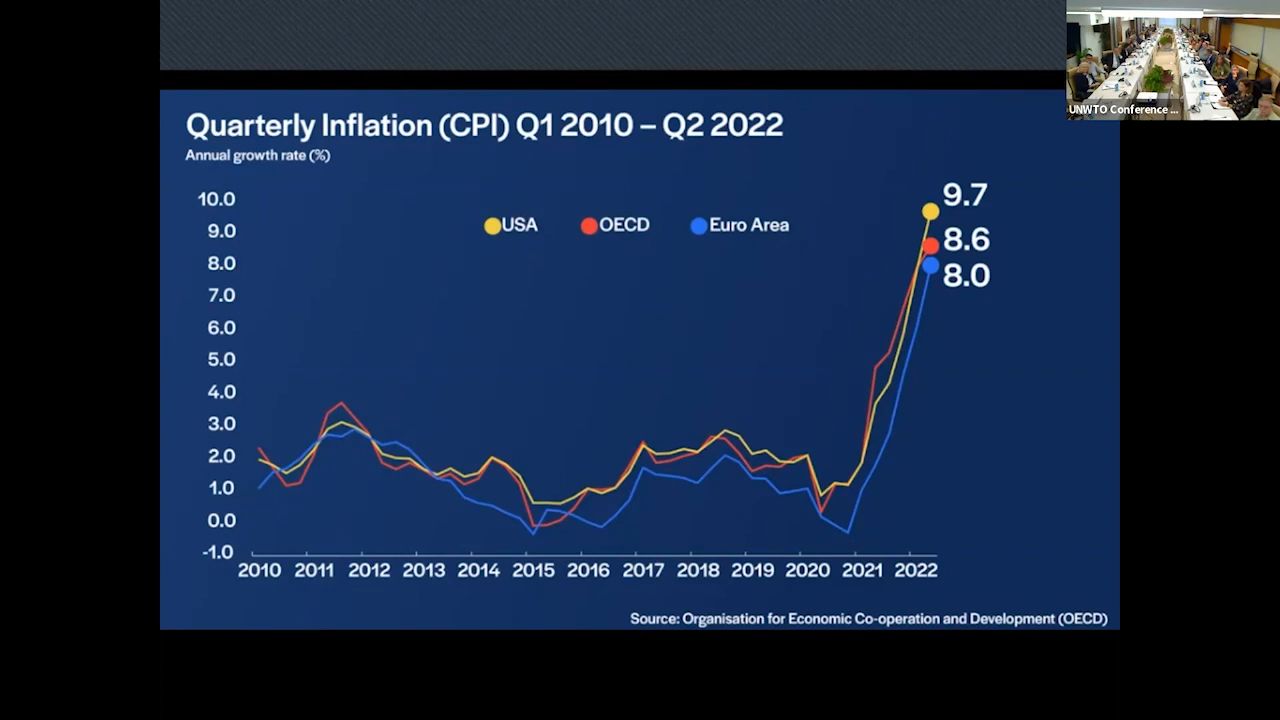 UNWTO Conference ...
Quarterly Inflation (CPI) Q1 2010 – Q2 2022
Annual growth rate (%)
10.0
9.0
8.0
7.0
6.0
5.0
4.0
3.0
2.0
1.0
0.0
-1.0
USA OECD Euro Area
9.7
8.6
8.0
2010 2011 2012 2013 2014 2015 2016 2017 2018 2019 2020 2021 2022
Source: Organisation for Economic Co-operation and Development (OECD)